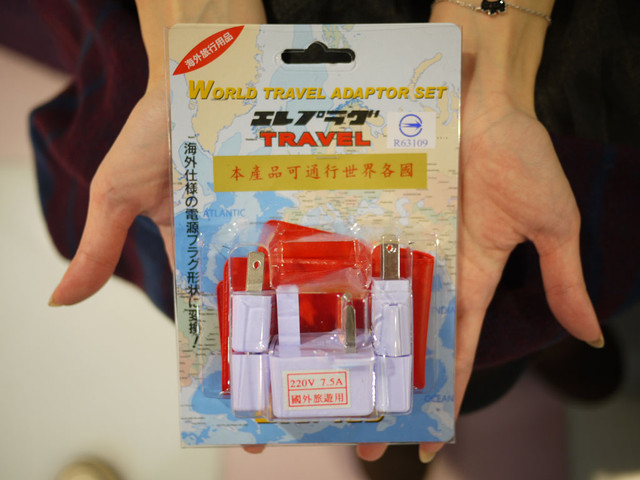 海外旅行用品
WORLD TRAVEL ADAPTOR SET
エレプラグ
TRAVEL
R63109
本產品可通行世界各國
海外仕様の電源プラグ形状に変換！
ATLANTIC
220V 7.5A
國外旅遊用
OCEAN